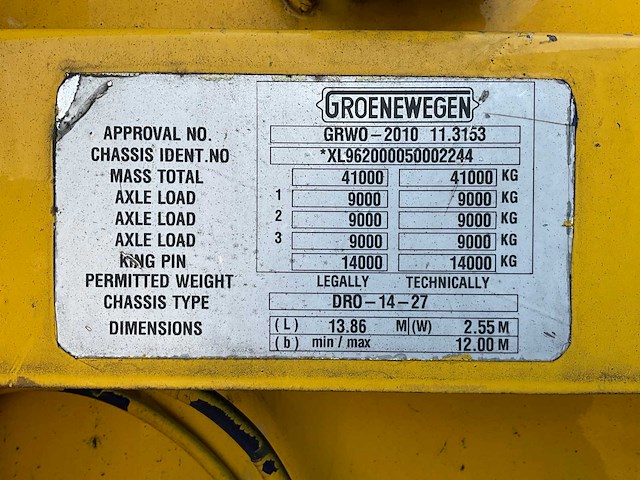 GROENEWEGEN
APPROVAL NO. GRWO-2010 11.3153
CHASSIS IDENT.NO *XL962000050002244
MASS TOTAL 41000 41000 KG
AXLE LOAD 1 9000 9000 KG
AXLE LOAD 2 9000 9000 KG
AXLE LOAD 3 9000 9000 KG
KING PIN 14000 14000 KG
PERMITTED WEIGHT LEGALLY TECHNICALLY
CHASSIS TYPE DRO-14-27
DIMENSIONS (L) 13.86 M (W) 2.55 M
(b) min / max 12.00 M